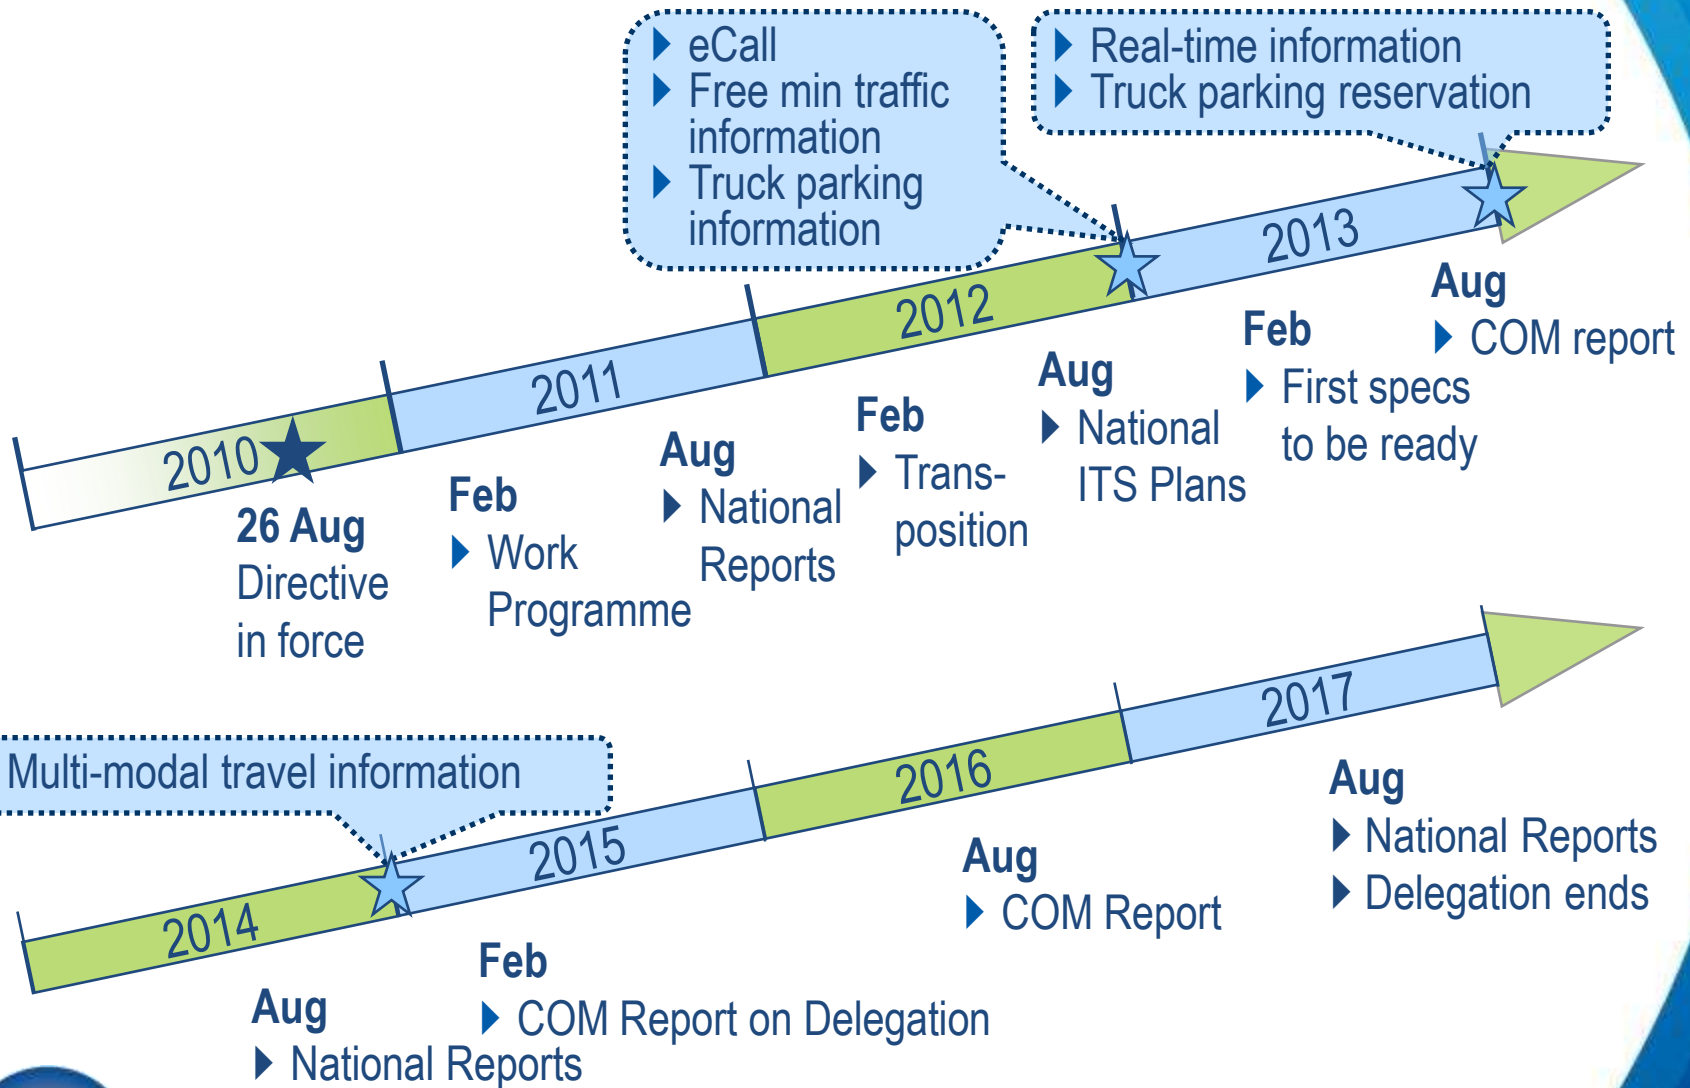 eCall
Free min traffic
information
Truck parking
information
Real-time information
Truck parking reservation
2010
2011
2012
2013
26 Aug
Directive
in force
Feb
Work
Programme
Aug
National
Reports
Feb
Trans-
position
Aug
National
ITS Plans
Feb
First specs
to be ready
Aug
COM report
Multi-modal travel information
2014
2015
2016
2017
Aug
National Reports
Feb
COM Report on Delegation
Aug
COM Report
Aug
National Reports
Delegation ends